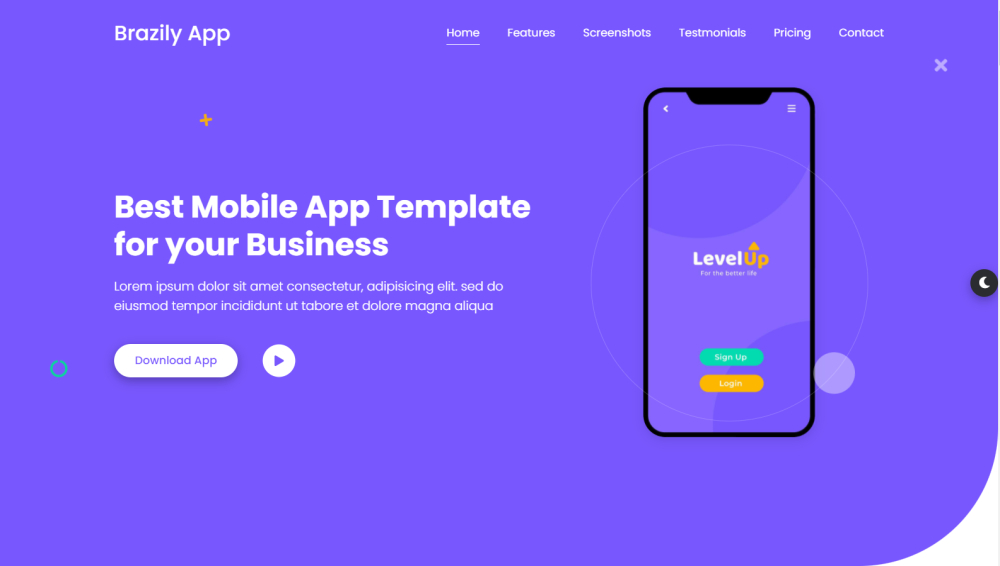 Brazily App
Home Features Screenshots Testmonials Pricing Contact
Best Mobile App Template
for your Business
Lorem ipsum dolor sit amet consectetur, adipisicing elit. sed do
eiusmod tempor incididunt ut tabore et dolore magna aliqua
Download App
LevelUp
For the better life
Sign Up
Login